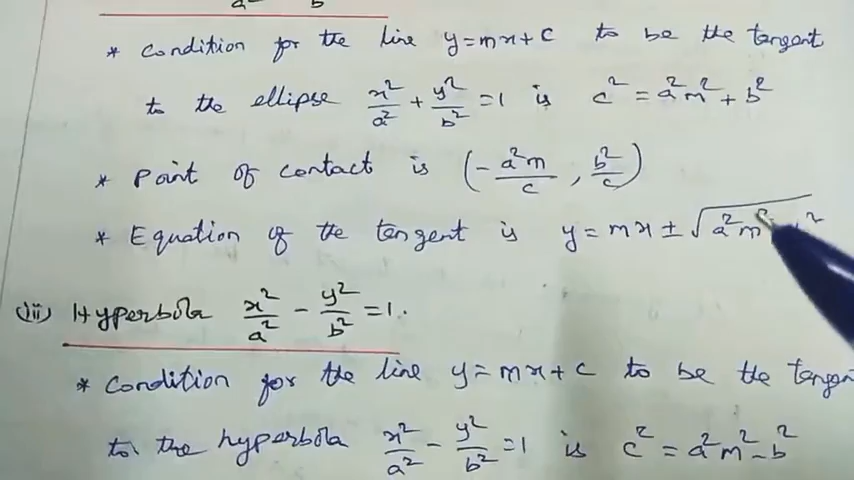 a² b
* Condition for the line y=mx+c to be the tangent
to the ellipse x²/a² + y²/b² =1 is c² = a²m² + b²
* Point of contact is (- a²m/c , b²/c)
* Equation of the tangent is y = mx ± √a²m²
(iii) Hyperbola x²/a² - y²/b² =1.
* Condition for the line y=mx+c to be the tangen
to the hyperbola x²/a² - y²/b² =1 is c² = a²m² - b²